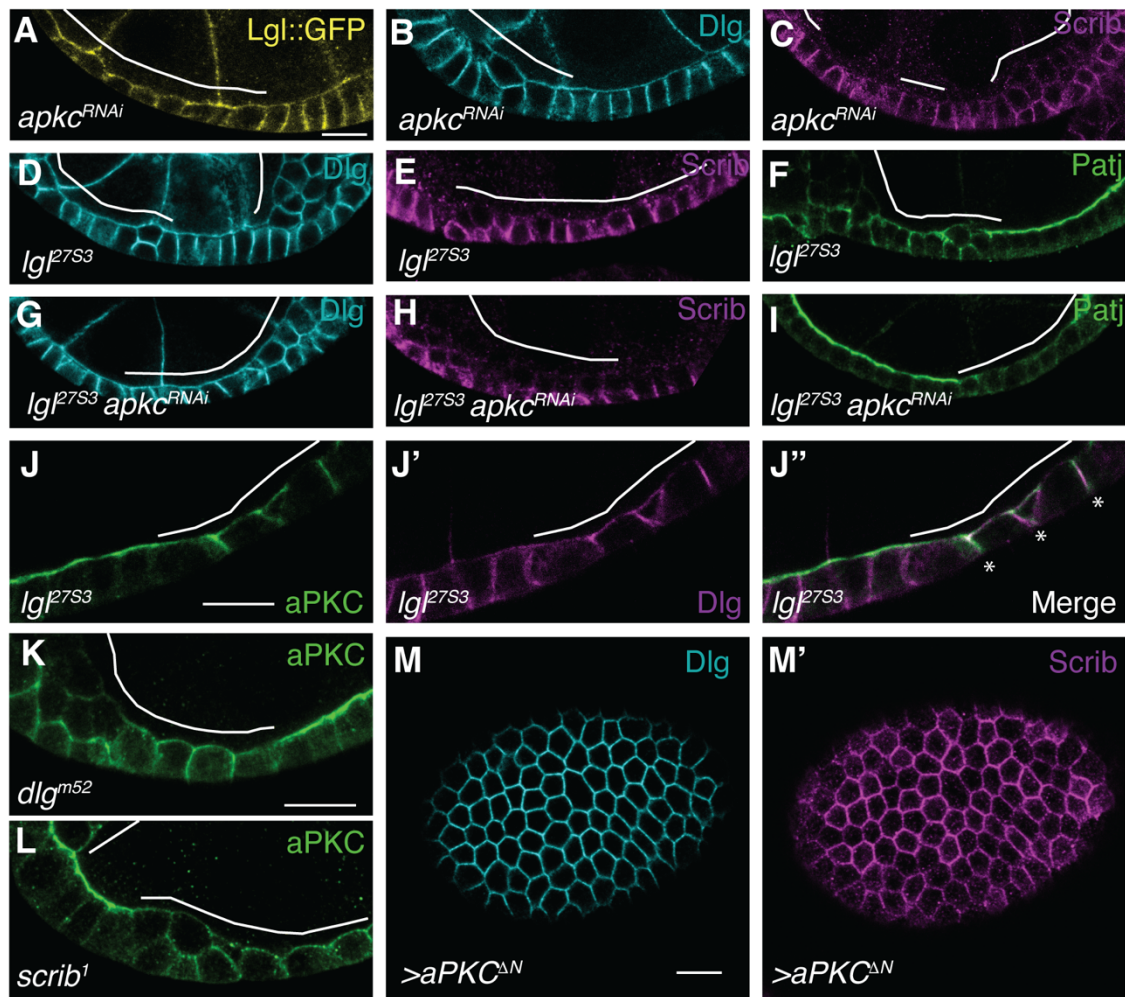 A Lgl::GFP
apkc^RNAi
B Dlg
apkc^RNAi
C Scrib
apkc^RNAi
D Dlg
lgl^27S3
E Scrib
lgl^27S3
F Patj
lgl^27S3
G Dlg
lgl^27S3 apkc^RNAi
H Scrib
lgl^27S3 apkc^RNAi
I Patj
lgl^27S3 apkc^RNAi
J
lgl^27S3 aPKC
J’
lgl^27S3 Dlg
J”
*
*
*
lgl^27S3 Merge
K aPKC
dlg^m52
L aPKC
scrib^1
M Dlg
>aPKC^ΔN
M’ Scrib
>aPKC^ΔN